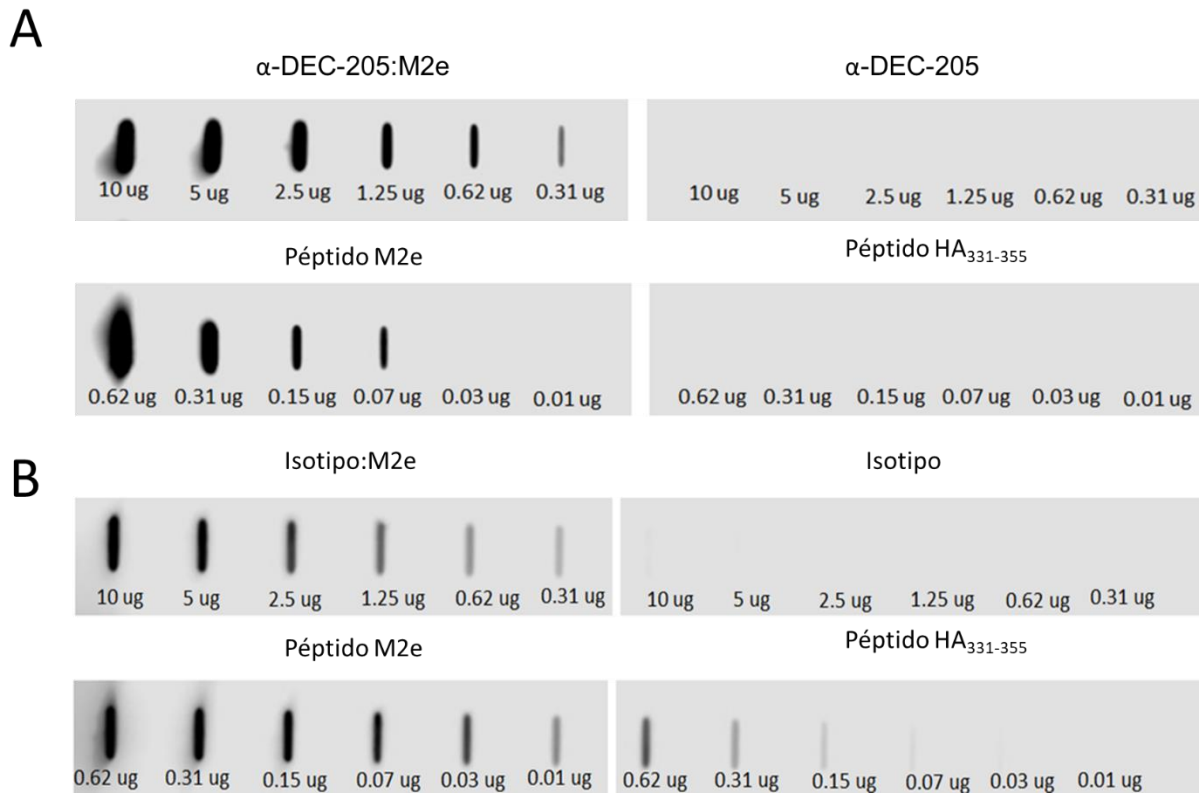 A
α-DEC-205:M2e
α-DEC-205
10 ug 5 ug 2.5 ug 1.25 ug 0.62 ug 0.31 ug
10 ug 5 ug 2.5 ug 1.25 ug 0.62 ug 0.31 ug
Péptido M2e
Péptido HA331-355
0.62 ug 0.31 ug 0.15 ug 0.07 ug 0.03 ug 0.01 ug
0.62 ug 0.31 ug 0.15 ug 0.07 ug 0.03 ug 0.01 ug
B
Isotipo:M2e
Isotipo
10 ug 5 ug 2.5 ug 1.25 ug 0.62 ug 0.31 ug
10 ug 5 ug 2.5 ug 1.25 ug 0.62 ug 0.31 ug
Péptido M2e
Péptido HA331-355
0.62 ug 0.31 ug 0.15 ug 0.07 ug 0.03 ug 0.01 ug
0.62 ug 0.31 ug 0.15 ug 0.07 ug 0.03 ug 0.01 ug